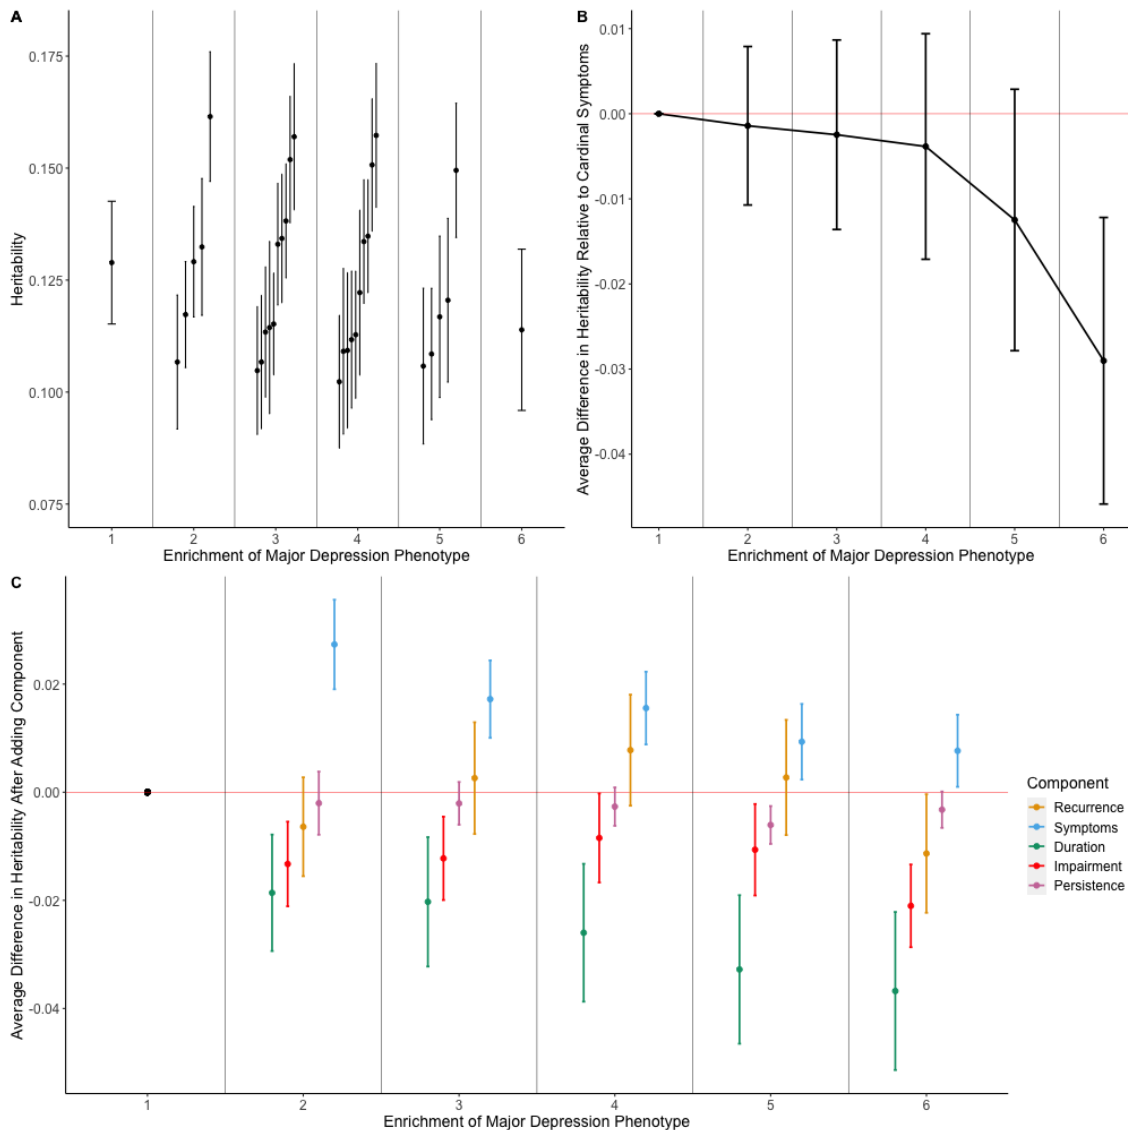 A
Heritability
0.175
0.150
0.125
0.100
0.075
1 2 3 4 5 6
Enrichment of Major Depression Phenotype
B
Average Difference in Heritability Relative to Cardinal Symptoms
0.01
0.00
-0.01
-0.02
-0.03
-0.04
1 2 3 4 5 6
Enrichment of Major Depression Phenotype
C
Average Difference in Heritability After Adding Component
0.02
0.00
-0.02
-0.04
1 2 3 4 5 6
Enrichment of Major Depression Phenotype
Component
Recurrence
Symptoms
Duration
Impairment
Persistence